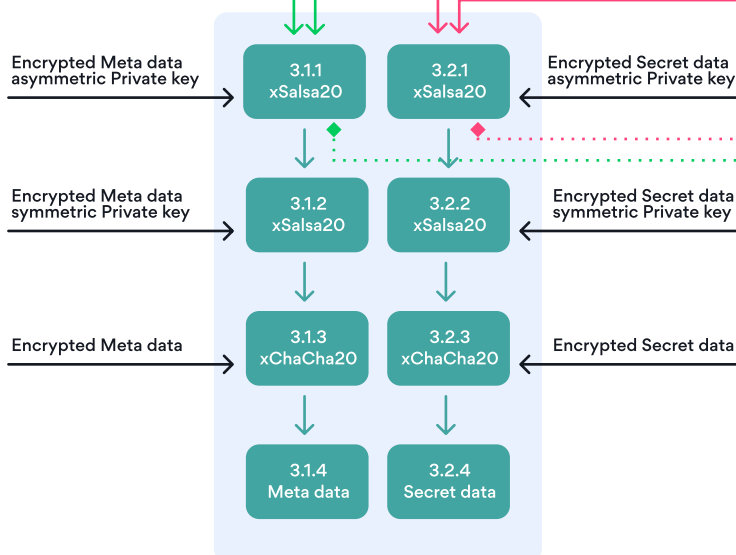 Encrypted Meta data
asymmetric Private key
3.1.1
xSalsa20
3.2.1
xSalsa20
Encrypted Secret data
asymmetric Private key
Encrypted Meta data
symmetric Private key
3.1.2
xSalsa20
3.2.2
xSalsa20
Encrypted Secret data
symmetric Private key
Encrypted Meta data
3.1.3
xChaCha20
3.2.3
xChaCha20
Encrypted Secret data
3.1.4
Meta data
3.2.4
Secret data